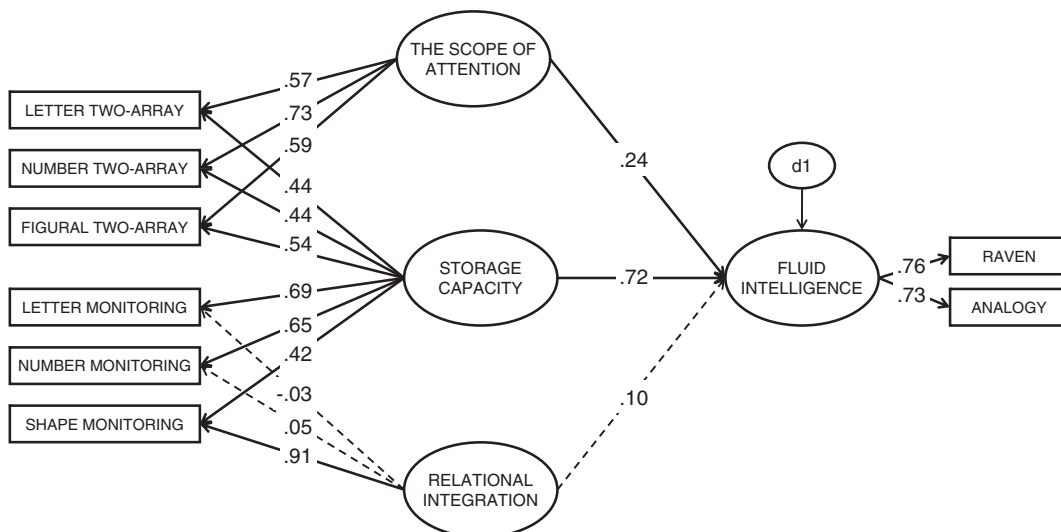 THE SCOPE OF
ATTENTION
.57
LETTER TWO-ARRAY
.73
.59
NUMBER TWO-ARRAY
.24
d1
.44
.44
FIGURAL TWO-ARRAY
.54
STORAGE
CAPACITY
.72
FLUID
INTELLIGENCE
.76
RAVEN
.73
ANALOGY
.69
LETTER MONITORING
.65
.42
NUMBER MONITORING
-.03
.10
SHAPE MONITORING
.05
.91
RELATIONAL
INTEGRATION